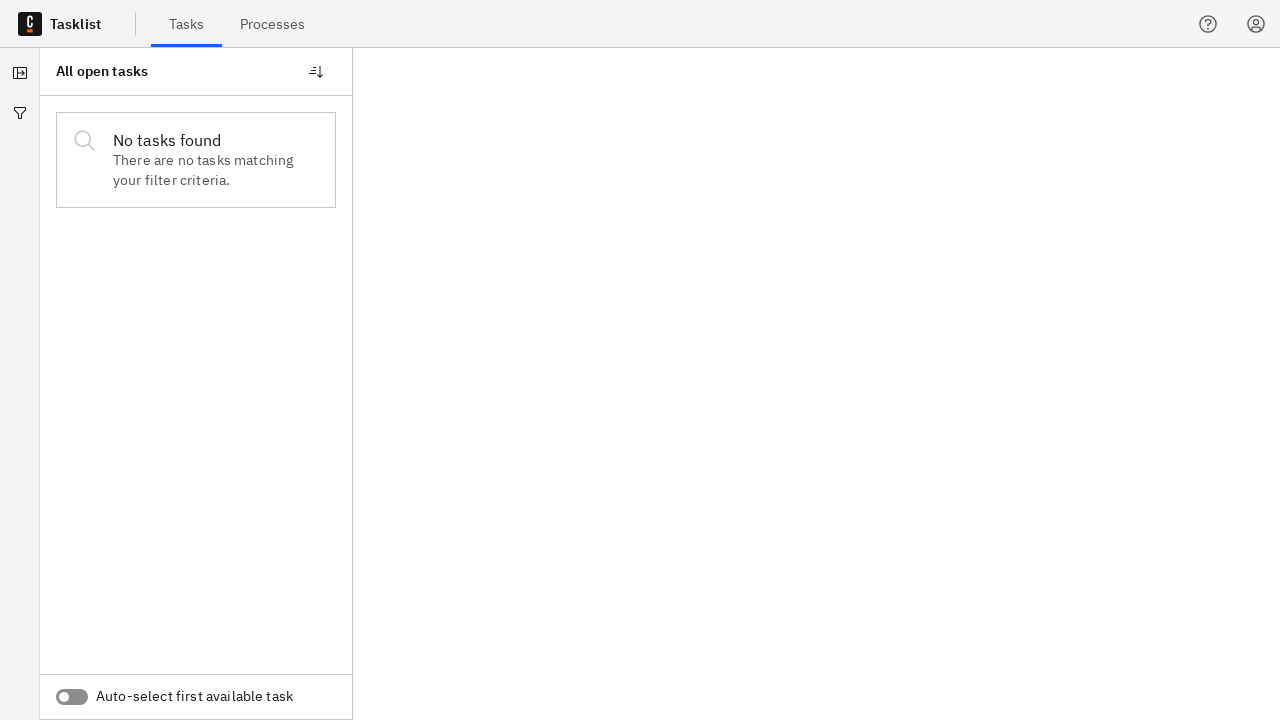 Tasklist
Tasks
Processes
All open tasks
No tasks found
There are no tasks matching
your filter criteria.
Auto-select first available task